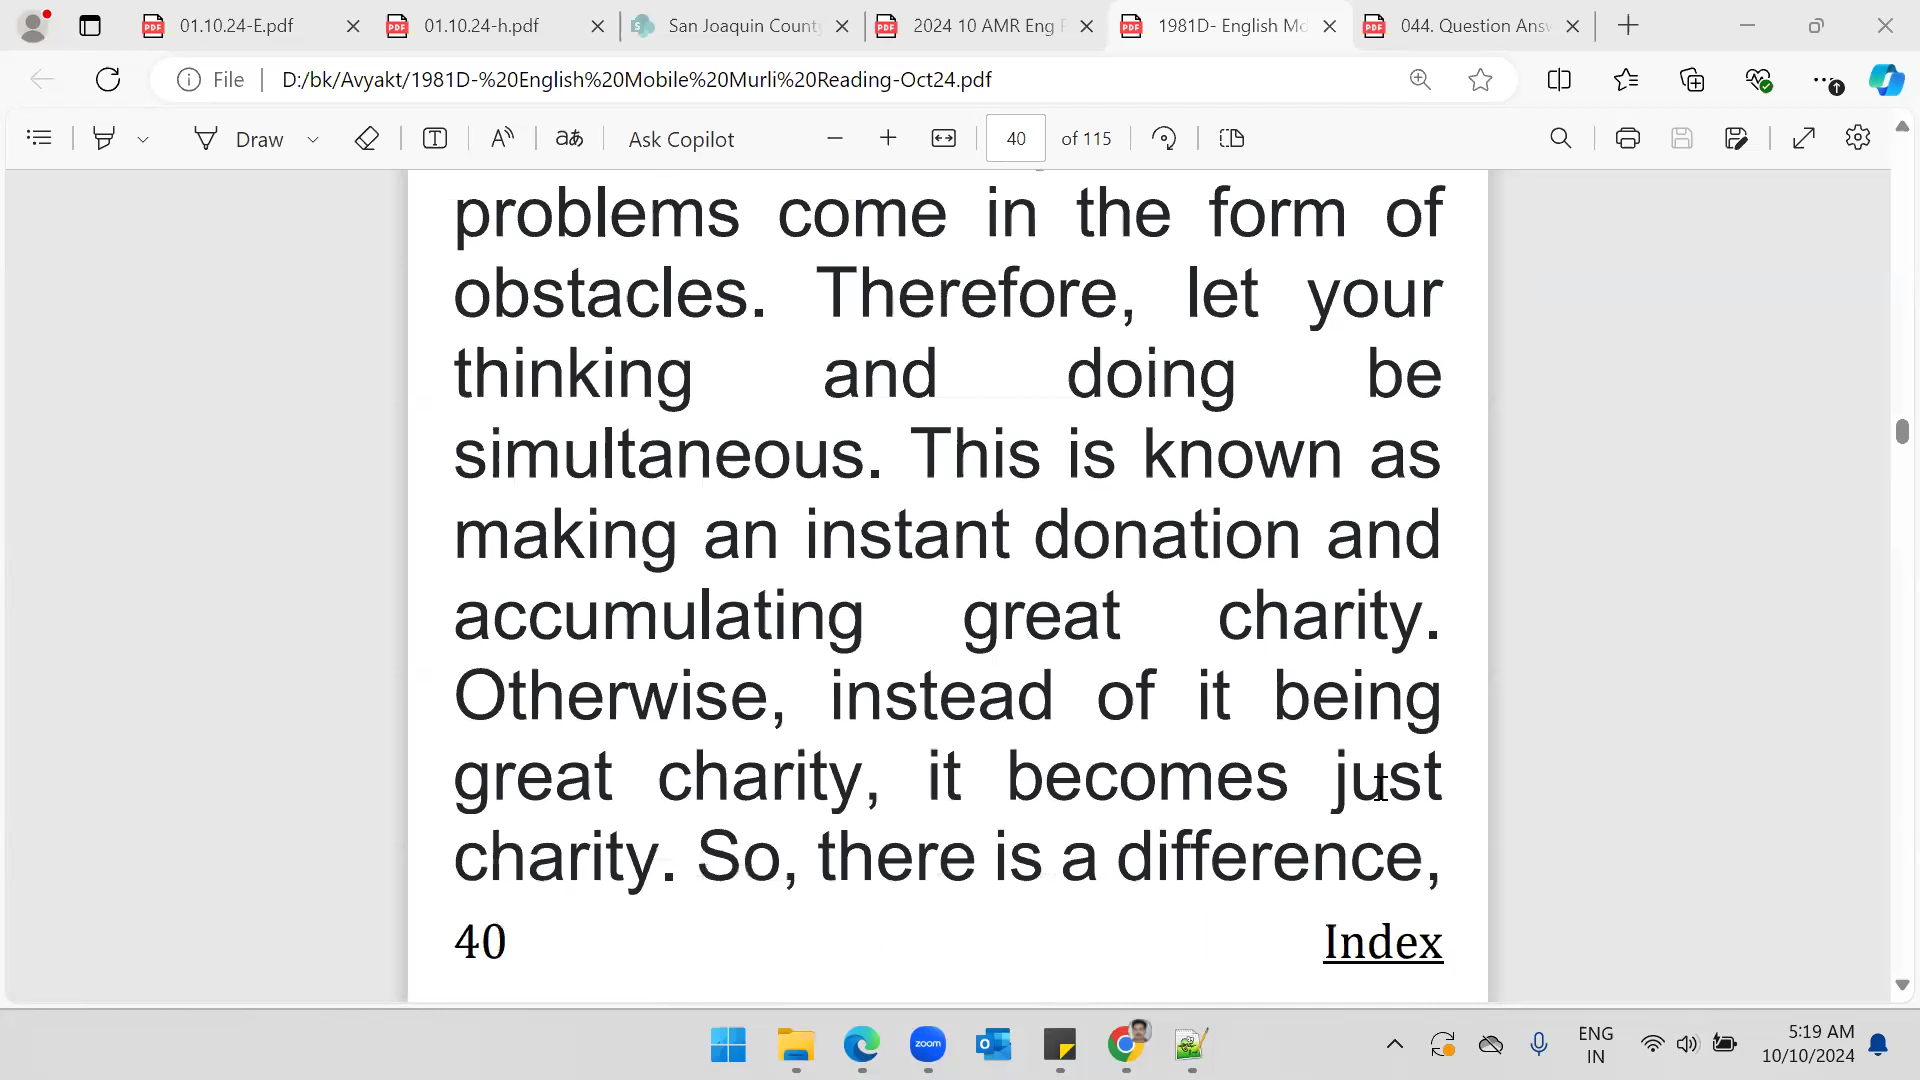 01.10.24-E.pdf
01.10.24-h.pdf
San Joaquin County
2024 10 AMR Eng
1981D- English Mo
044. Question Ans
File
D:/bk/Avyakt/1981D-%20English%20Mobile%20Murli%20Reading-Oct24.pdf
Draw
Ask Copilot
40
of 115
problems come in the form of
obstacles. Therefore, let your
thinking and doing be
simultaneous. This is known as
making an instant donation and
accumulating great charity.
Otherwise, instead of it being
great charity, it becomes just
charity. So, there is a difference,
40
Index
zoom
ENG
IN
5:19 AM
10/10/2024